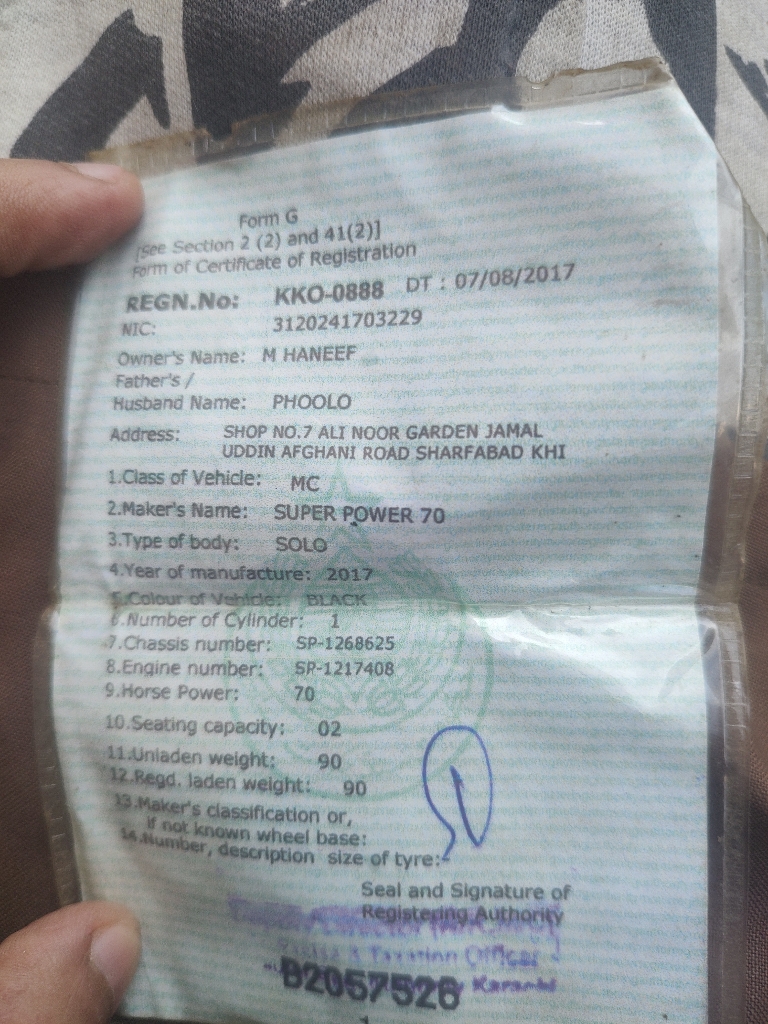 Form G
[See Section 2 (2) and 41(2)]
Form of Certificate of Registration
REGN.No: KKO-0888 DT : 07/08/2017
NIC: 3120241703229
Owner's Name: M HANEEF
Father's /
Husband Name: PHOOLO
Address: SHOP NO.7 ALI NOOR GARDEN JAMAL
UDDIN AFGHANI ROAD SHARFABAD KHI
1.Class of Vehicle: MC
2.Maker's Name: SUPER POWER 70
3.Type of body: SOLO
4.Year of manufacture: 2017
5.Colour of Vehicle: BLACK
6.Number of Cylinder: 1
7.Chassis number: SP-1268625
8.Engine number: SP-1217408
9.Horse Power: 70
10.Seating capacity: 02
11.Unladen weight: 90
12.Regd. laden weight: 90
13.Maker's classification or,
if not known wheel base:
14.Number, description size of tyre:-
Seal and Signature of
Registering Authority
& Taxation Officer
Karachi
B2057526